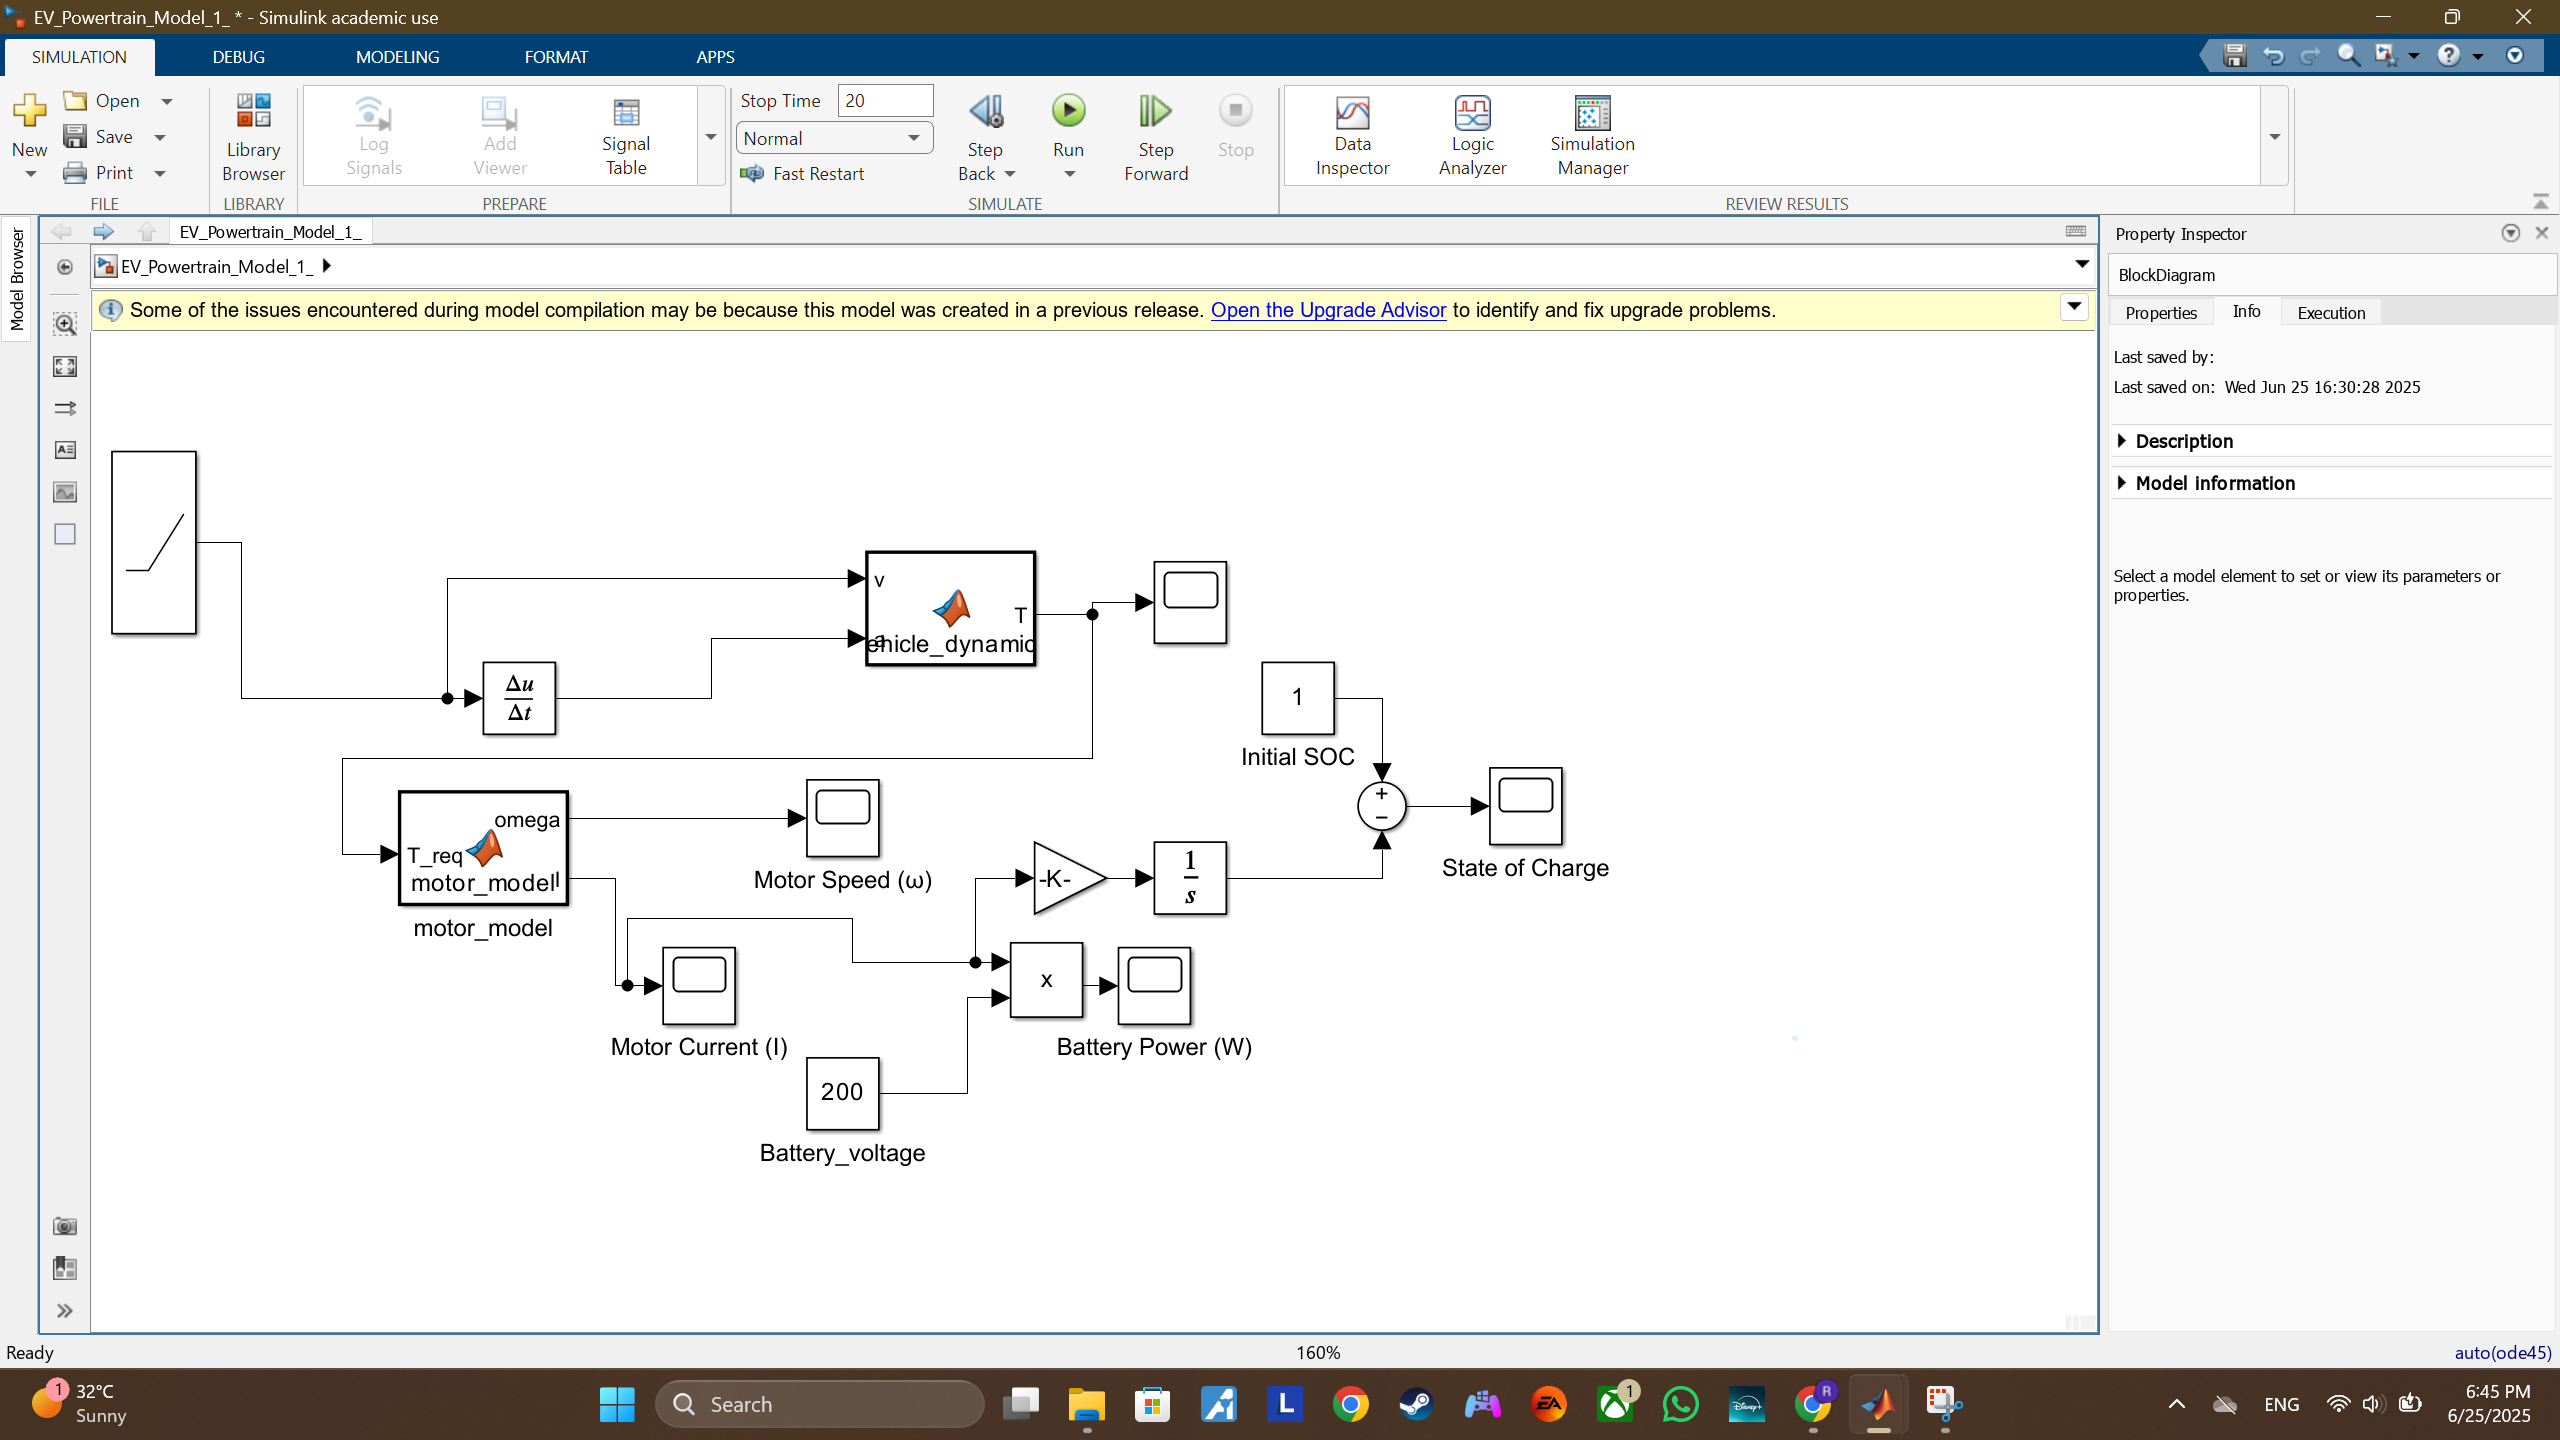 EV_Powertrain_Model_1_ * - Simulink academic use
SIMULATION DEBUG MODELING FORMAT APPS
New
Open
Save
Print
FILE
Library Browser
LIBRARY
Log Signals
Add Viewer
Signal Table
PREPARE
Stop Time 20
Normal
Fast Restart
Step Back
Run
Step Forward
Stop
SIMULATE
Data Inspector
Logic Analyzer
Simulation Manager
REVIEW RESULTS
Model Browser
EV_Powertrain_Model_1_
EV_Powertrain_Model_1_
Some of the issues encountered during model compilation may be because this model was created in a previous release. Open the Upgrade Advisor to identify and fix upgrade problems.
v
T
a
ehicle_dynamic
Δu
Δt
1
Initial SOC
+
−
State of Charge
omega
T_req
motor_model
I
motor_model
Motor Speed (ω)
-K-
1
s
x
Motor Current (I)
Battery Power (W)
200
Battery_voltage
Property Inspector
BlockDiagram
Properties Info Execution
Last saved by:
Last saved on: Wed Jun 25 16:30:28 2025
Description
Model information
Select a model element to set or view its parameters or
properties.
Ready 160% auto(ode45)
1
32°C
Sunny
Search
L
EA
1
Disney+
R
ENG
6:45 PM
6/25/2025